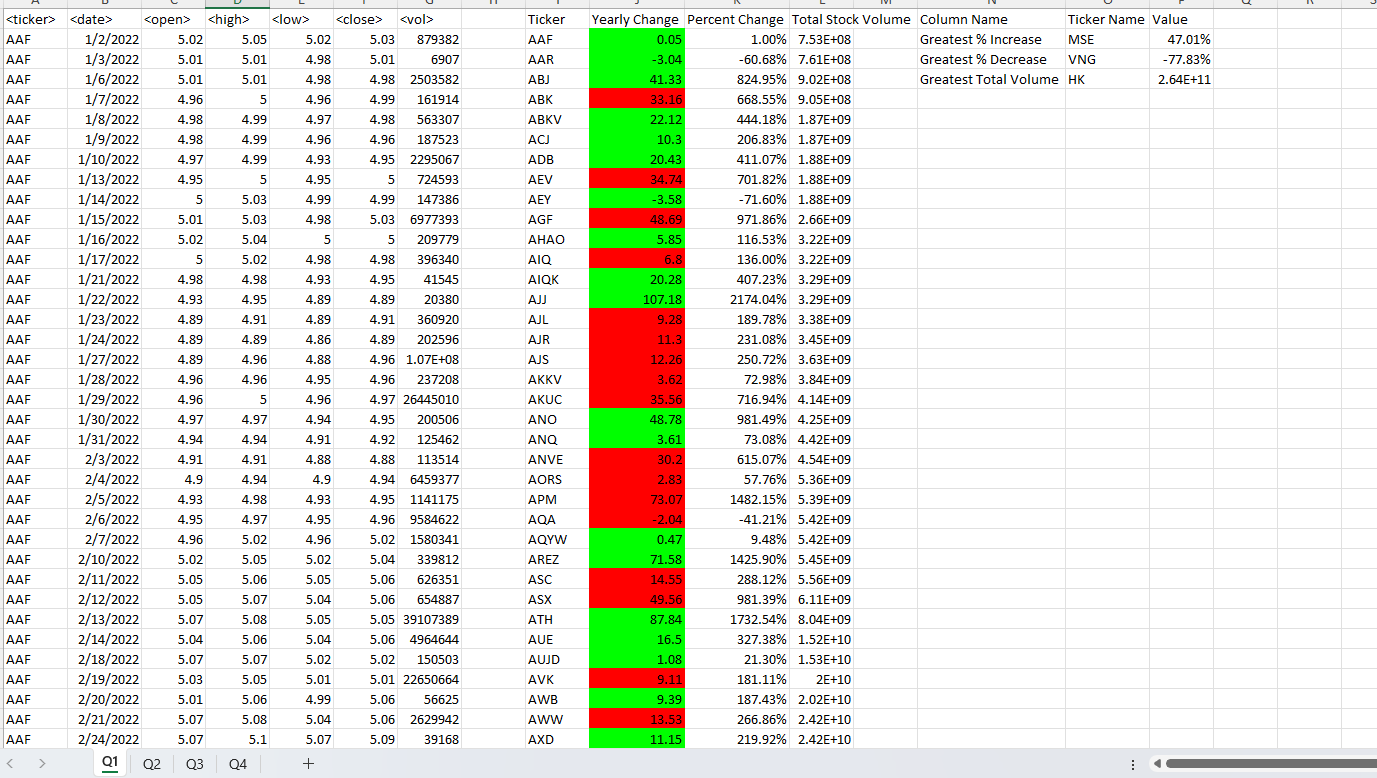 <ticker> <date> <open> <high> <low> <close> <vol> Ticker Yearly Change Percent Change Total Stock Volume Column Name Ticker Name Value
AAF 1/2/2022 5.02 5.05 5.02 5.03 879382 AAF 0.05 1.00% 7.53E+08 Greatest % Increase MSE 47.01%
AAF 1/3/2022 5.01 5.01 4.98 5.01 6907 AAR -3.04 -60.68% 7.61E+08 Greatest % Decrease VNG -77.83%
AAF 1/6/2022 5.01 5.01 4.98 4.98 2503582 ABJ 41.33 824.95% 9.02E+08 Greatest Total Volume HK 2.64E+11
AAF 1/7/2022 4.96 5 4.96 4.99 161914 ABK 33.16 668.55% 9.05E+08
AAF 1/8/2022 4.98 4.99 4.97 4.98 563307 ABKV 22.12 444.18% 1.87E+09
AAF 1/9/2022 4.98 4.99 4.96 4.96 187523 ACJ 10.3 206.83% 1.87E+09
AAF 1/10/2022 4.97 4.99 4.93 4.95 2295067 ADB 20.43 411.07% 1.88E+09
AAF 1/13/2022 4.95 5 4.95 5 724593 AEV 34.74 701.82% 1.88E+09
AAF 1/14/2022 5 5.03 4.99 4.99 147386 AEY -3.58 -71.60% 1.88E+09
AAF 1/15/2022 5.01 5.03 4.98 5.03 6977393 AGF 48.69 971.86% 2.66E+09
AAF 1/16/2022 5.02 5.04 5 5 209779 AHAO 5.85 116.53% 3.22E+09
AAF 1/17/2022 5 5.02 4.98 4.98 396340 AIQ 6.8 136.00% 3.22E+09
AAF 1/21/2022 4.98 4.98 4.93 4.95 41545 AIQK 20.28 407.23% 3.29E+09
AAF 1/22/2022 4.93 4.95 4.89 4.89 20380 AJJ 107.18 2174.04% 3.29E+09
AAF 1/23/2022 4.89 4.91 4.89 4.91 360920 AJL 9.28 189.78% 3.38E+09
AAF 1/24/2022 4.89 4.89 4.86 4.89 202596 AJR 11.3 231.08% 3.45E+09
AAF 1/27/2022 4.89 4.96 4.88 4.96 1.07E+08 AJS 12.26 250.72% 3.63E+09
AAF 1/28/2022 4.96 4.96 4.95 4.96 237208 AKKV 3.62 72.98% 3.84E+09
AAF 1/29/2022 4.96 5 4.96 4.97 26445010 AKUC 35.56 716.94% 4.14E+09
AAF 1/30/2022 4.97 4.97 4.94 4.95 200506 ANO 48.78 981.49% 4.25E+09
AAF 1/31/2022 4.94 4.94 4.91 4.92 125462 ANQ 3.61 73.08% 4.42E+09
AAF 2/3/2022 4.91 4.91 4.88 4.88 113514 ANVE 30.2 615.07% 4.54E+09
AAF 2/4/2022 4.9 4.94 4.9 4.94 6459377 AORS 2.83 57.76% 5.36E+09
AAF 2/5/2022 4.93 4.98 4.93 4.95 1141175 APM 73.07 1482.15% 5.39E+09
AAF 2/6/2022 4.95 4.97 4.95 4.96 9584622 AQA -2.04 -41.21% 5.42E+09
AAF 2/7/2022 4.96 5.02 4.96 5.02 1580341 AQYW 0.47 9.48% 5.42E+09
AAF 2/10/2022 5.02 5.05 5.02 5.04 339812 AREZ 71.58 1425.90% 5.45E+09
AAF 2/11/2022 5.05 5.06 5.05 5.06 626351 ASC 14.55 288.12% 5.56E+09
AAF 2/12/2022 5.05 5.07 5.04 5.06 654887 ASX 49.56 981.39% 6.11E+09
AAF 2/13/2022 5.07 5.08 5.05 5.05 39107389 ATH 87.84 1732.54% 8.04E+09
AAF 2/14/2022 5.04 5.06 5.04 5.06 4964644 AUE 16.5 327.38% 1.52E+10
AAF 2/18/2022 5.07 5.07 5.02 5.02 150503 AUJD 1.08 21.30% 1.53E+10
AAF 2/19/2022 5.03 5.05 5.01 5.01 22650664 AVK 9.11 181.11% 2E+10
AAF 2/20/2022 5.01 5.06 4.99 5.06 56625 AWB 9.39 187.43% 2.02E+10
AAF 2/21/2022 5.07 5.08 5.04 5.06 2629942 AWW 13.53 266.86% 2.42E+10
AAF 2/24/2022 5.07 5.1 5.07 5.09 39168 AXD 11.15 219.92% 2.42E+10
Q1 Q2 Q3 Q4